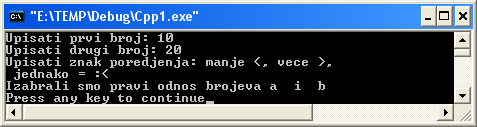 "E:\TEMP\Debug\Cpp1.exe"
Upisati prvi broj: 10
Upisati drugi broj: 20
Upisati znak poredjenja: manje <, vece >,
jednako = :<
Izabrali smo pravi odnos brojeva a i b
Press any key to continue_